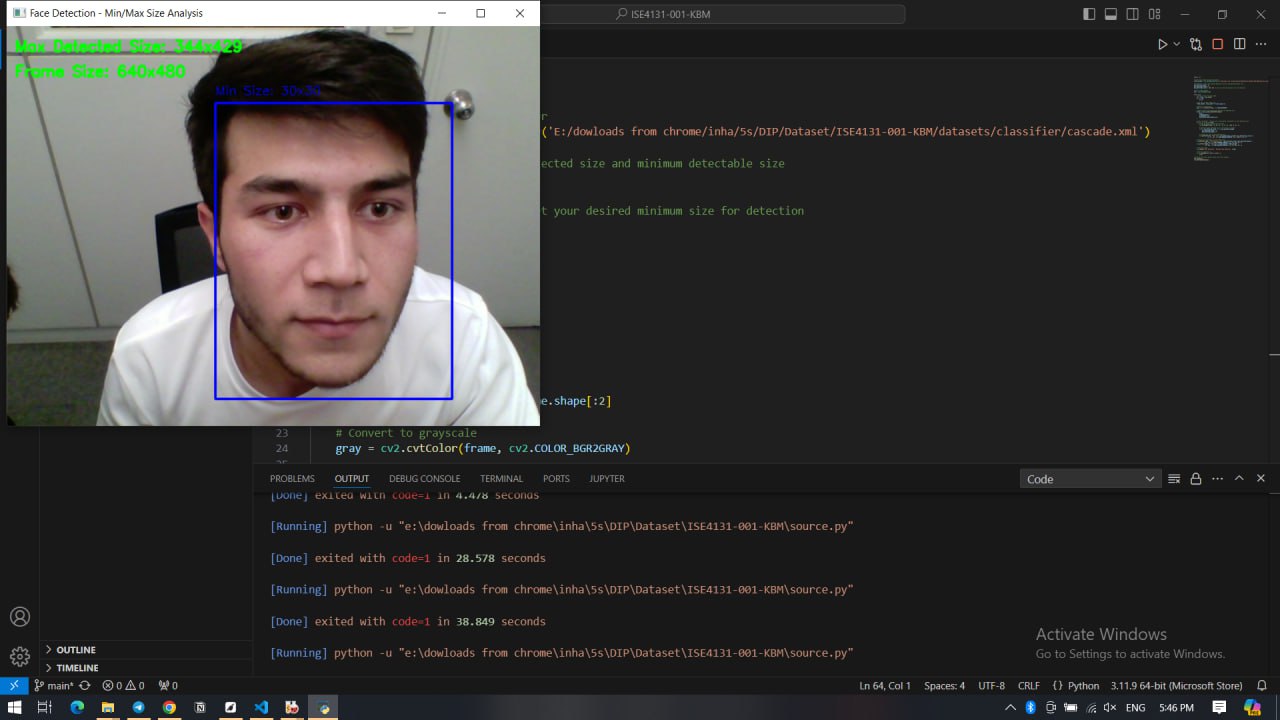 Face Detection - Min/Max Size Analysis
ISE4131-001-KBM
Max Detected Size: 344x429
Frame Size: 640x480
Min Size: 30x30
r
('E:/dowloads from chrome/inha/5s/DIP/Dataset/ISE4131-001-KBM/datasets/classifier/cascade.xml')
ected size and minimum detectable size
t your desired minimum size for detection
e.shape[:2]
23 # Convert to grayscale
24 gray = cv2.cvtColor(frame, cv2.COLOR_BGR2GRAY)
PROBLEMS OUTPUT DEBUG CONSOLE TERMINAL PORTS JUPYTER Code
[Done] exited with code=1 in 4.478 seconds
[Running] python -u "e:\dowloads from chrome\inha\5s\DIP\Dataset\ISE4131-001-KBM\source.py"
[Done] exited with code=1 in 28.578 seconds
[Running] python -u "e:\dowloads from chrome\inha\5s\DIP\Dataset\ISE4131-001-KBM\source.py"
[Done] exited with code=1 in 38.849 seconds
[Running] python -u "e:\dowloads from chrome\inha\5s\DIP\Dataset\ISE4131-001-KBM\source.py"
Activate Windows
Go to Settings to activate Windows.
OUTLINE
TIMELINE
main* 0 0 0 Ln 64, Col 1 Spaces: 4 UTF-8 CRLF { } Python 3.11.9 64-bit (Microsoft Store)
ENG 5:46 PM